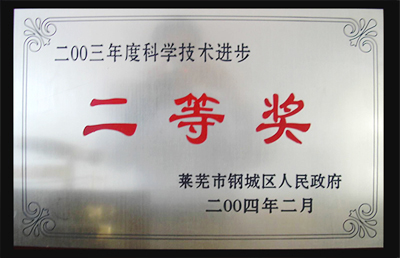 二00三年度科学技术进步
二等奖
莱芜市钢城区人民政府
二00四年二月